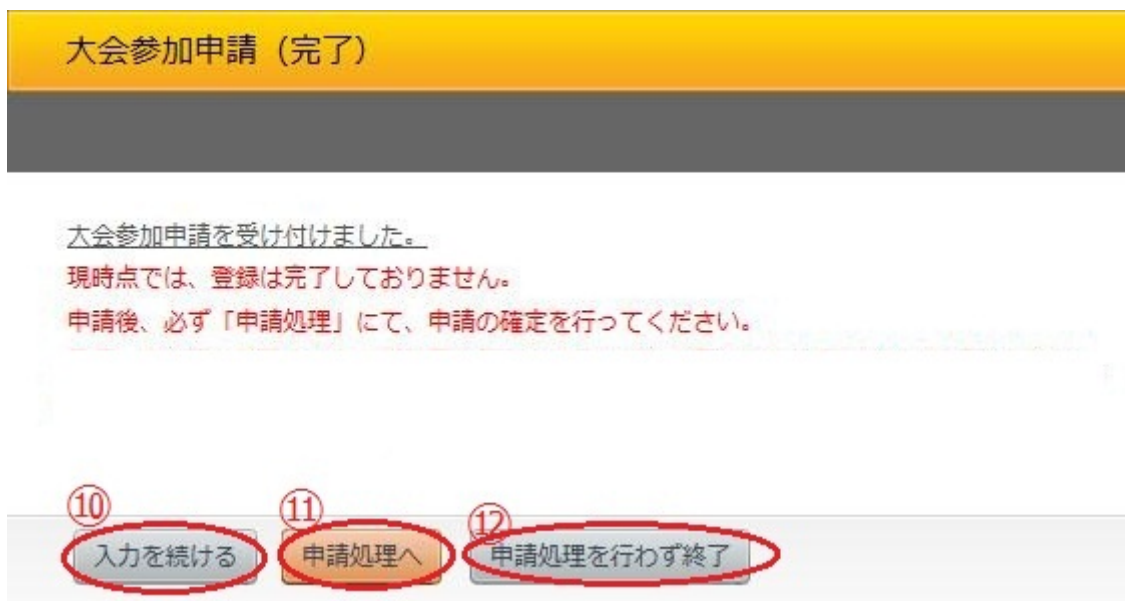 大会参加申請（完了）
大会参加申請を受け付けました。
現時点では、登録は完了しておりません。
申請後、必ず「申請処理」にて、申請の確定を行ってください。
⑩ ⑪ ⑫
入力を続ける 申請処理へ 申請処理を行わず終了